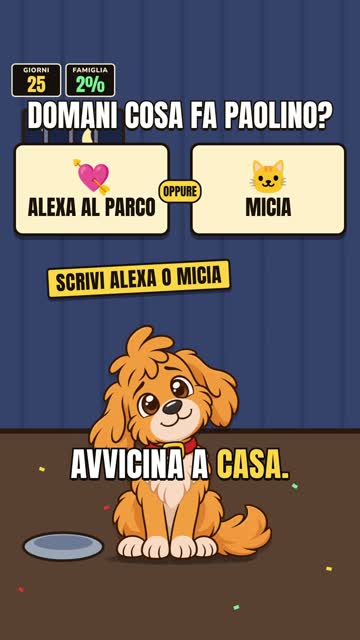 GIORNI
25
FAMIGLIA
2%
DOMANI COSA FA PAOLINO?
ALEXA AL PARCO
OPPURE
MICIA
SCRIVI ALEXA O MICIA
AVVICINA A CASA.